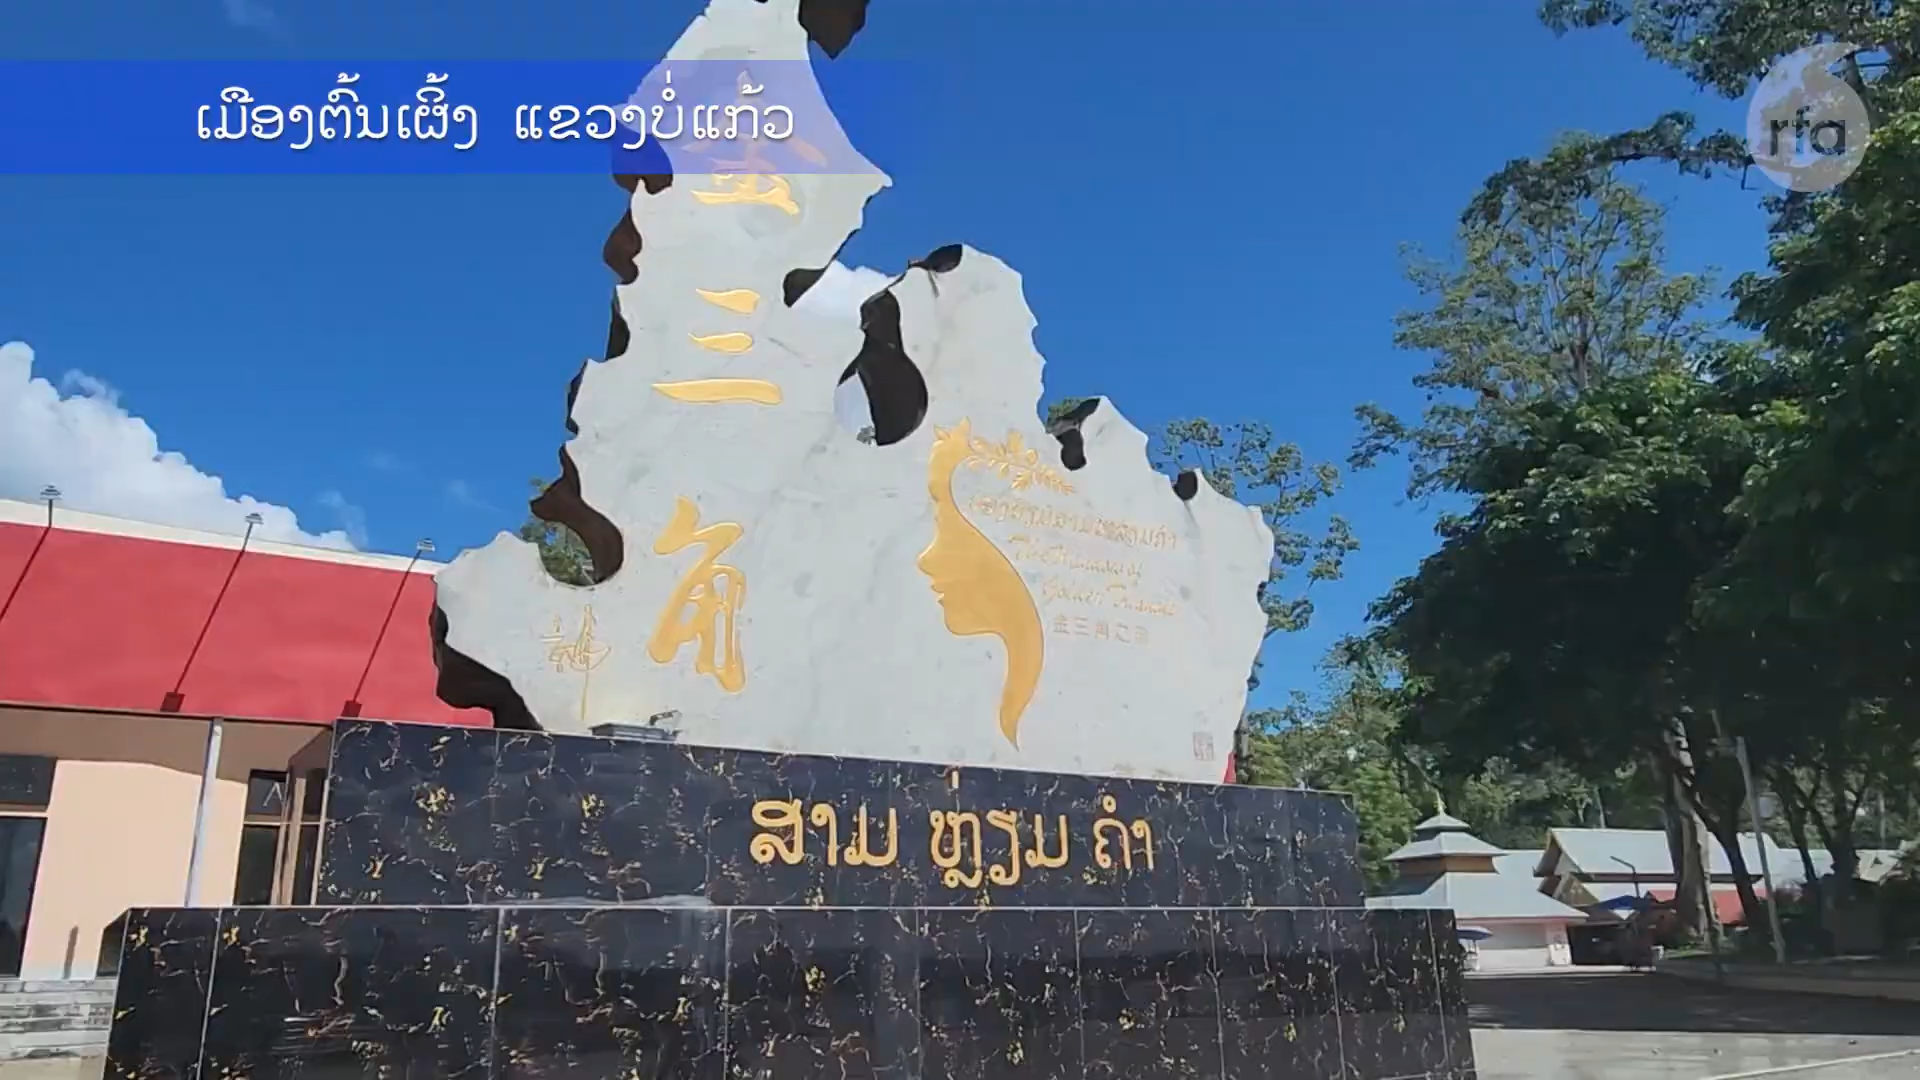 ເມືອງຕົ້ນເຜິ້ງ ແຂວງບໍ່ແກ້ວ
rfa
金
三
角
金三角之
ສາມ ຫຼ່ຽມ ຄຳ